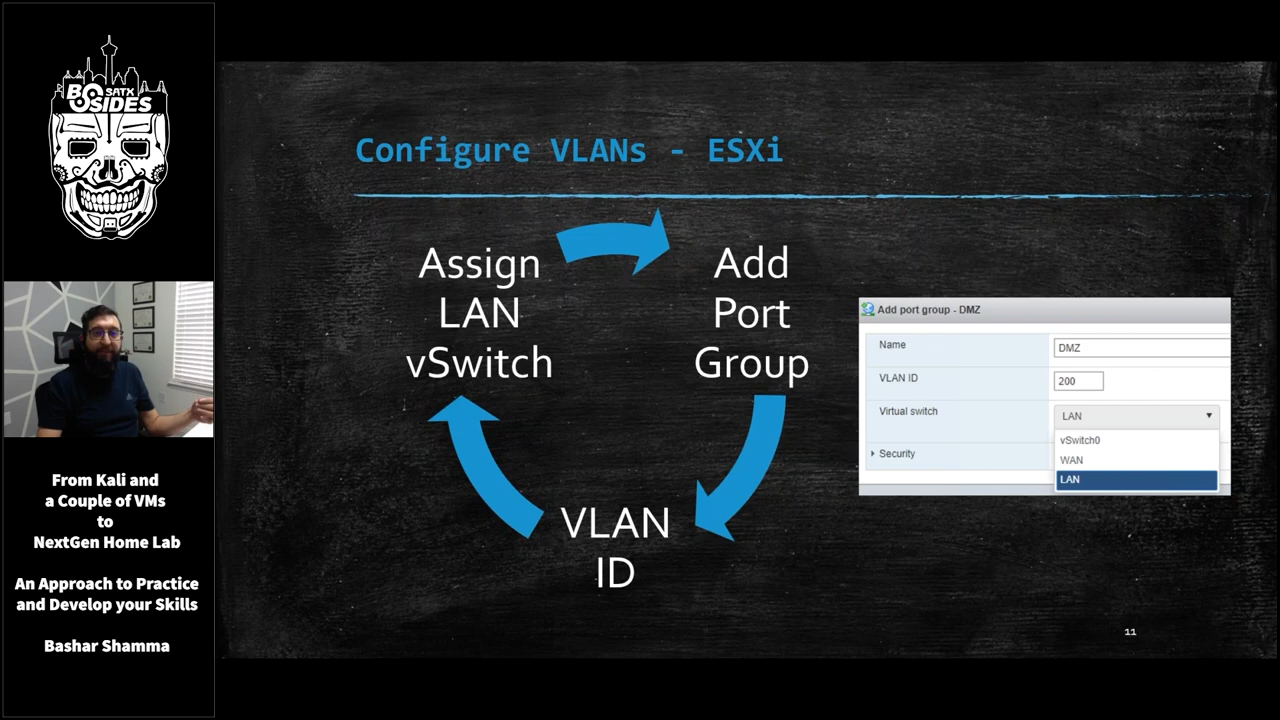 BSIDES
SATX
From Kali and
a Couple of VMs
to
NextGen Home Lab
An Approach to Practice
and Develop your Skills
Bashar Shamma
Configure VLANs - ESXi
Assign
LAN
vSwitch
Add
Port
Group
VLAN
ID
Add port group - DMZ
Name
DMZ
VLAN ID
200
Virtual switch
LAN
vSwitch0
WAN
LAN
Security
11